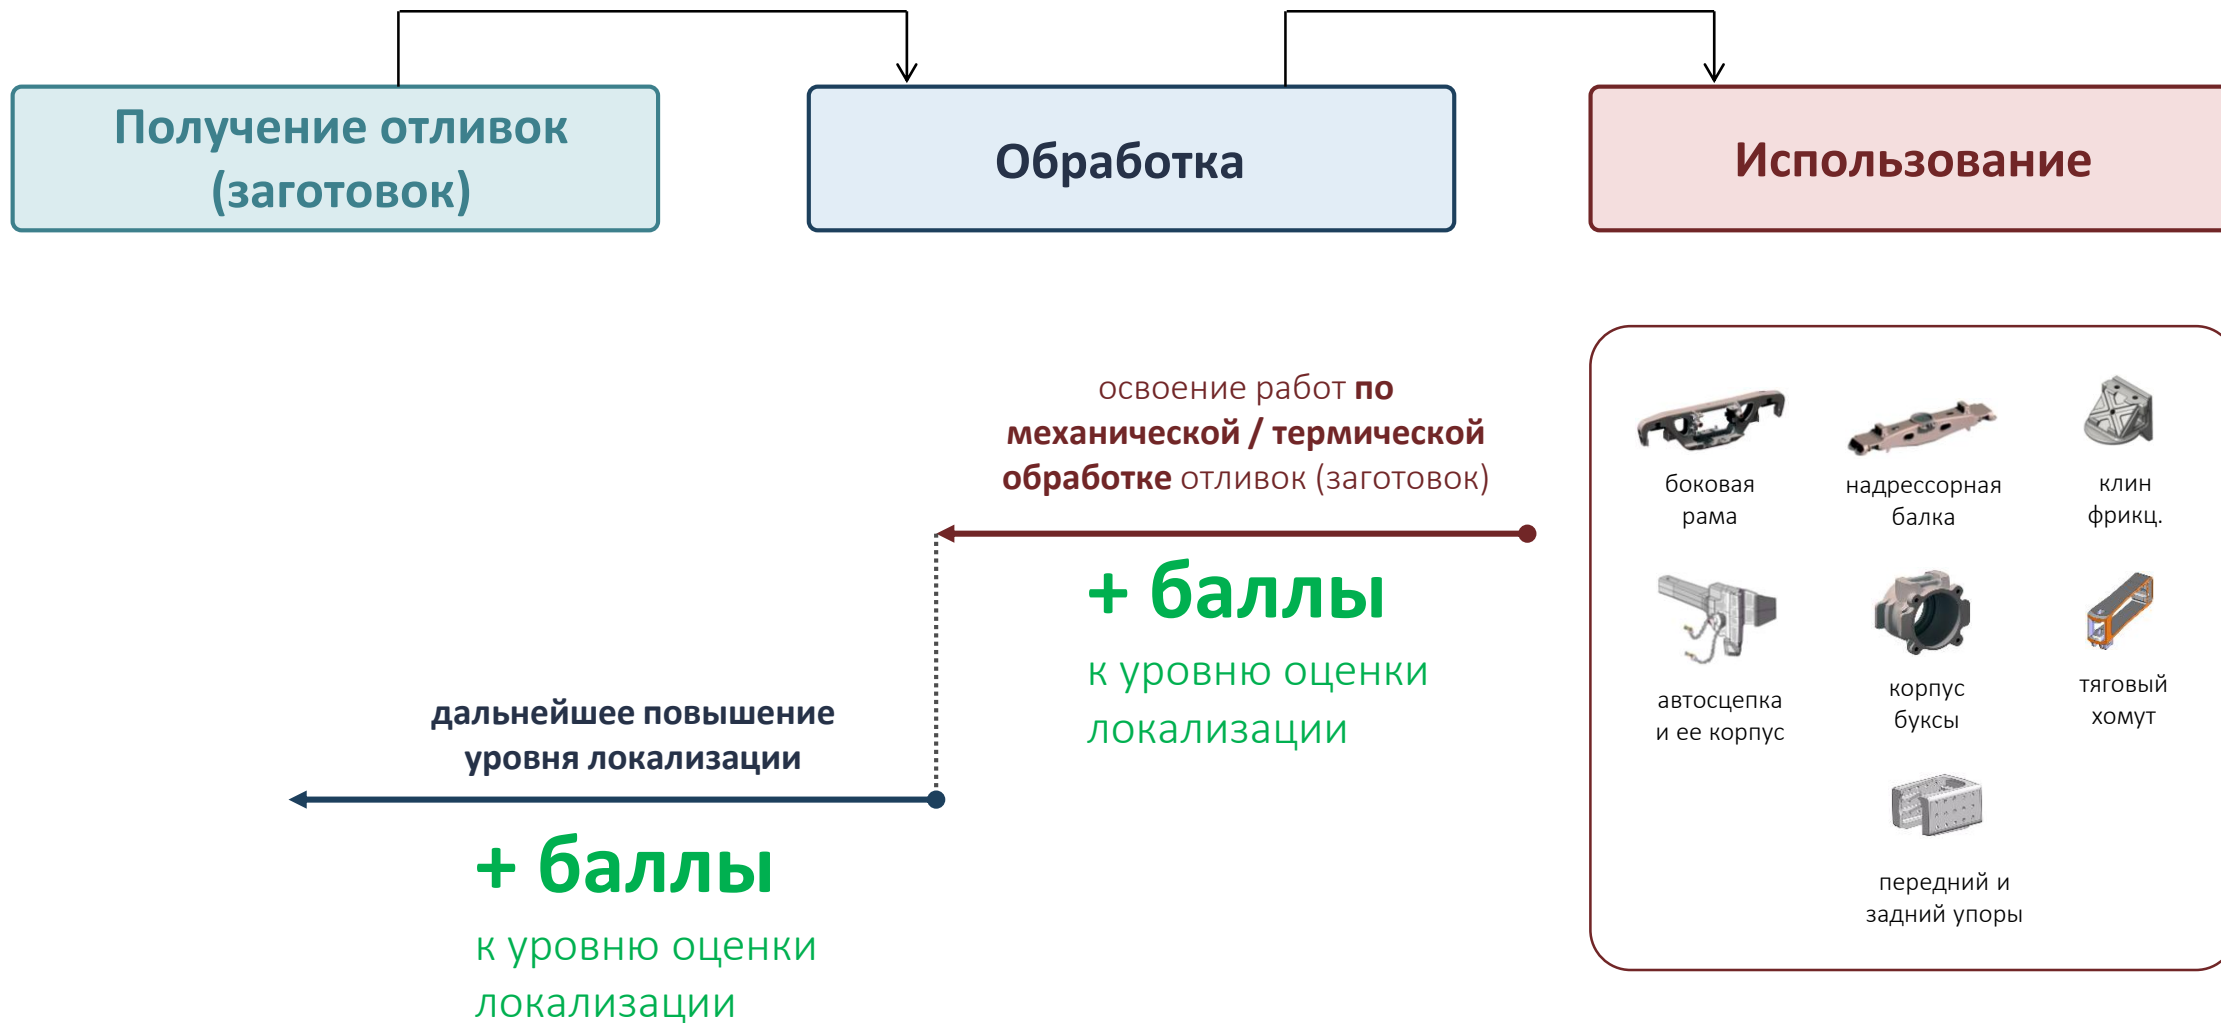 Получение отливок
(заготовок)
Обработка
Использование
освоение работ по
механической / термической
обработке отливок (заготовок)
+ баллы
к уровню оценки
локализации
дальнейшее повышение
уровня локализации
+ баллы
к уровню оценки
локализации
боковая
рама
надрессорная
балка
клин
фрикц.
автосцепка
и ее корпус
корпус
буксы
тяговый
хомут
передний и
задний упоры